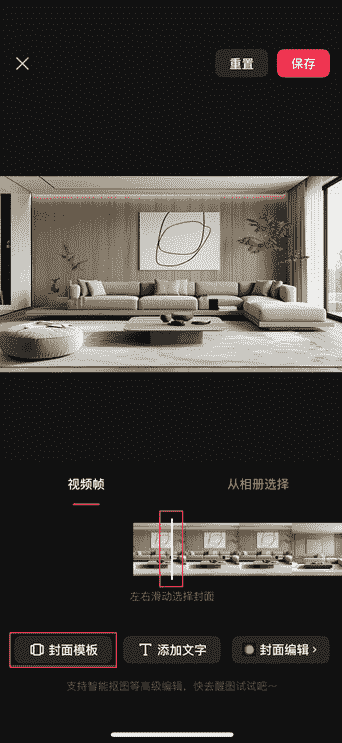 重置
保存
视频帧
从相册选择
左右滑动选择封面
封面模板
T 添加文字
封面编辑 >
支持智能抠图等高级编辑，快去醒图试试吧～